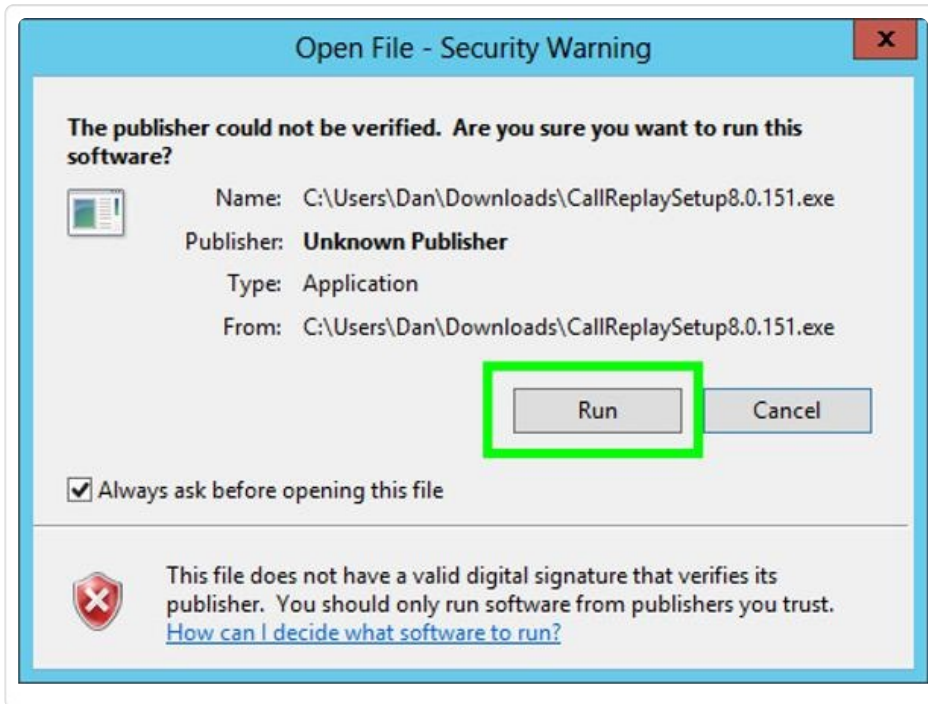 Open File - Security Warning
x
The publisher could not be verified.  Are you sure you want to run this
software?
Name: C:\Users\Dan\Downloads\CallReplaySetup8.0.151.exe
Publisher: Unknown Publisher
Type: Application
From: C:\Users\Dan\Downloads\CallReplaySetup8.0.151.exe
Run Cancel
Always ask before opening this file
This file does not have a valid digital signature that verifies its
publisher.  You should only run software from publishers you trust.
How can I decide what software to run?